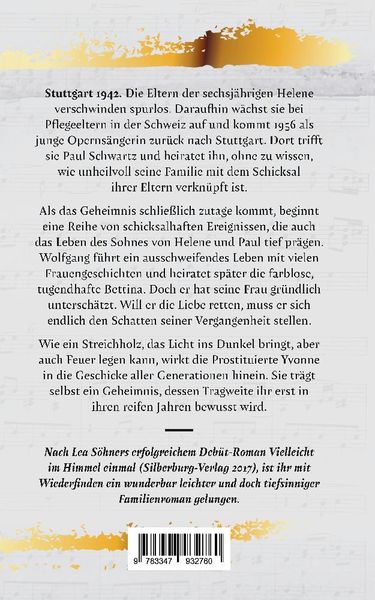 Stuttgart 1942. Die Eltern der sechsjährigen Helene
verschwinden spurlos. Daraufhin wächst sie bei
Pflegeeltern in der Schweiz auf und kommt 1956 als
junge Opernsängerin zurück nach Stuttgart. Dort trifft
sie Paul Schwartz und heiratet ihn, ohne zu wissen,
wie unheilvoll seine Familie mit dem Schicksal
ihrer Eltern verknüpft ist.
Als das Geheimnis schließlich zutage kommt, beginnt
eine Reihe von schicksalhaften Ereignissen, die auch
das Leben des Sohnes von Helene und Paul tief prägen.
Wolfgang führt ein ausschweifendes Leben mit vielen
Frauengeschichten und heiratet später die farblose,
tugendhafte Bettina. Doch er hat seine Frau gründlich
unterschätzt. Will er die Liebe retten, muss er sich
endlich den Schatten seiner Vergangenheit stellen.
Wie ein Streichholz, das Licht ins Dunkel bringt, aber
auch Feuer legen kann, wirkt die Prostituierte Yvonne
in die Geschicke aller Generationen hinein. Sie trägt
selbst ein Geheimnis, dessen Tragweite ihr erst in
ihren reifen Jahren bewusst wird.
Nach Lea Söhners erfolgreichem Debüt-Roman Vielleicht
im Himmel einmal (Silberburg-Verlag 2017), ist ihr mit
Wiederfinden ein wunderbar leichter und doch tiefsinniger
Familienroman gelungen.
9 783347 932760